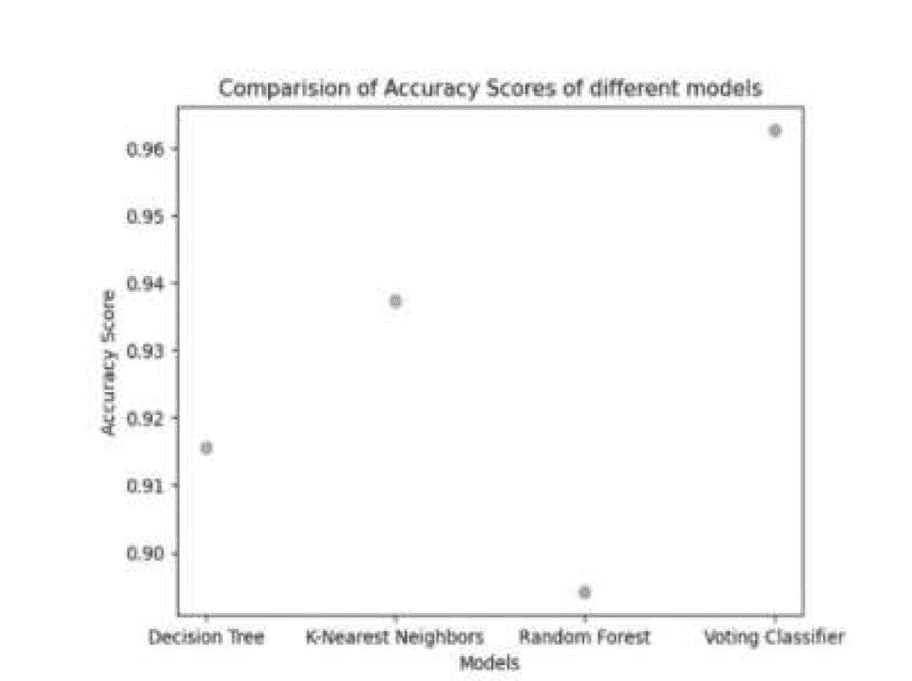 Comparision of Accuracy Scores of different models
0.96
0.95
0.94
0.93
0.92
0.91
0.90
Accuracy Score
Decision Tree K-Nearest Neighbors Random Forest Voting Classifier
Models